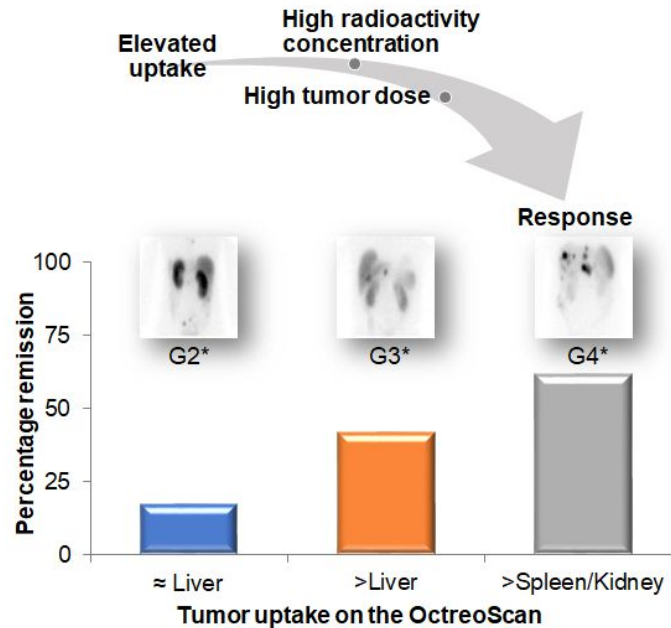 High radioactivity
concentration
Elevated
uptake
High tumor dose
Response
Percentage remission
100
75
50
25
0
G2*
G3*
G4*
≈ Liver
>Liver
>Spleen/Kidney
Tumor uptake on the OctreoScan